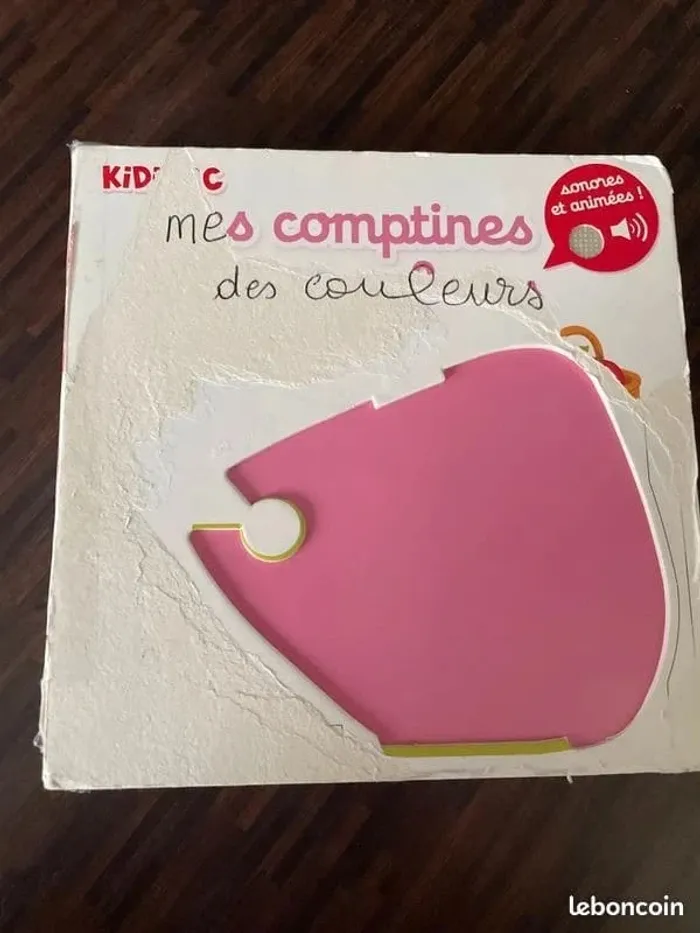 mes comptines
des couleurs
sonores
et animées !
leboncoin